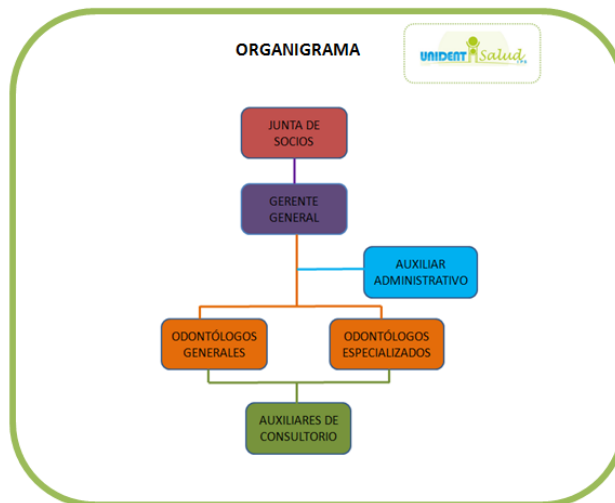 ORGANIGRAMA
UNIDENT Salud
I.P.S
JUNTA DE
SOCIOS
GERENTE
GENERAL
AUXILIAR
ADMINISTRATIVO
ODONTÓLOGOS
GENERALES
ODONTÓLOGOS
ESPECIALIZADOS
AUXILIARES DE
CONSULTORIO